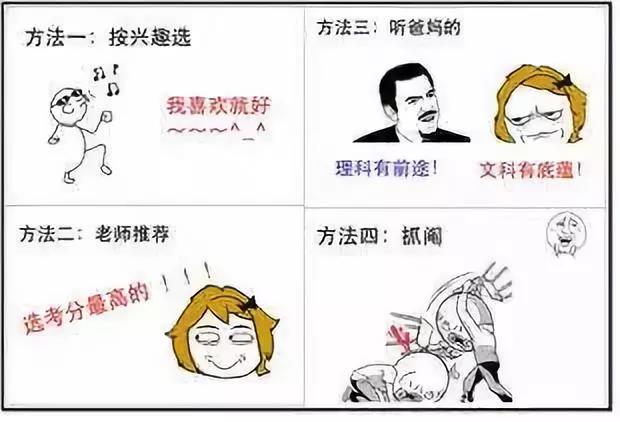 方法一：按兴趣选
我喜欢就好
～～～^_^
方法二：老师推荐
选考分最高的！！！
方法三：听爸妈的
理科有前途！
文科有底蕴！
方法四：抓阄